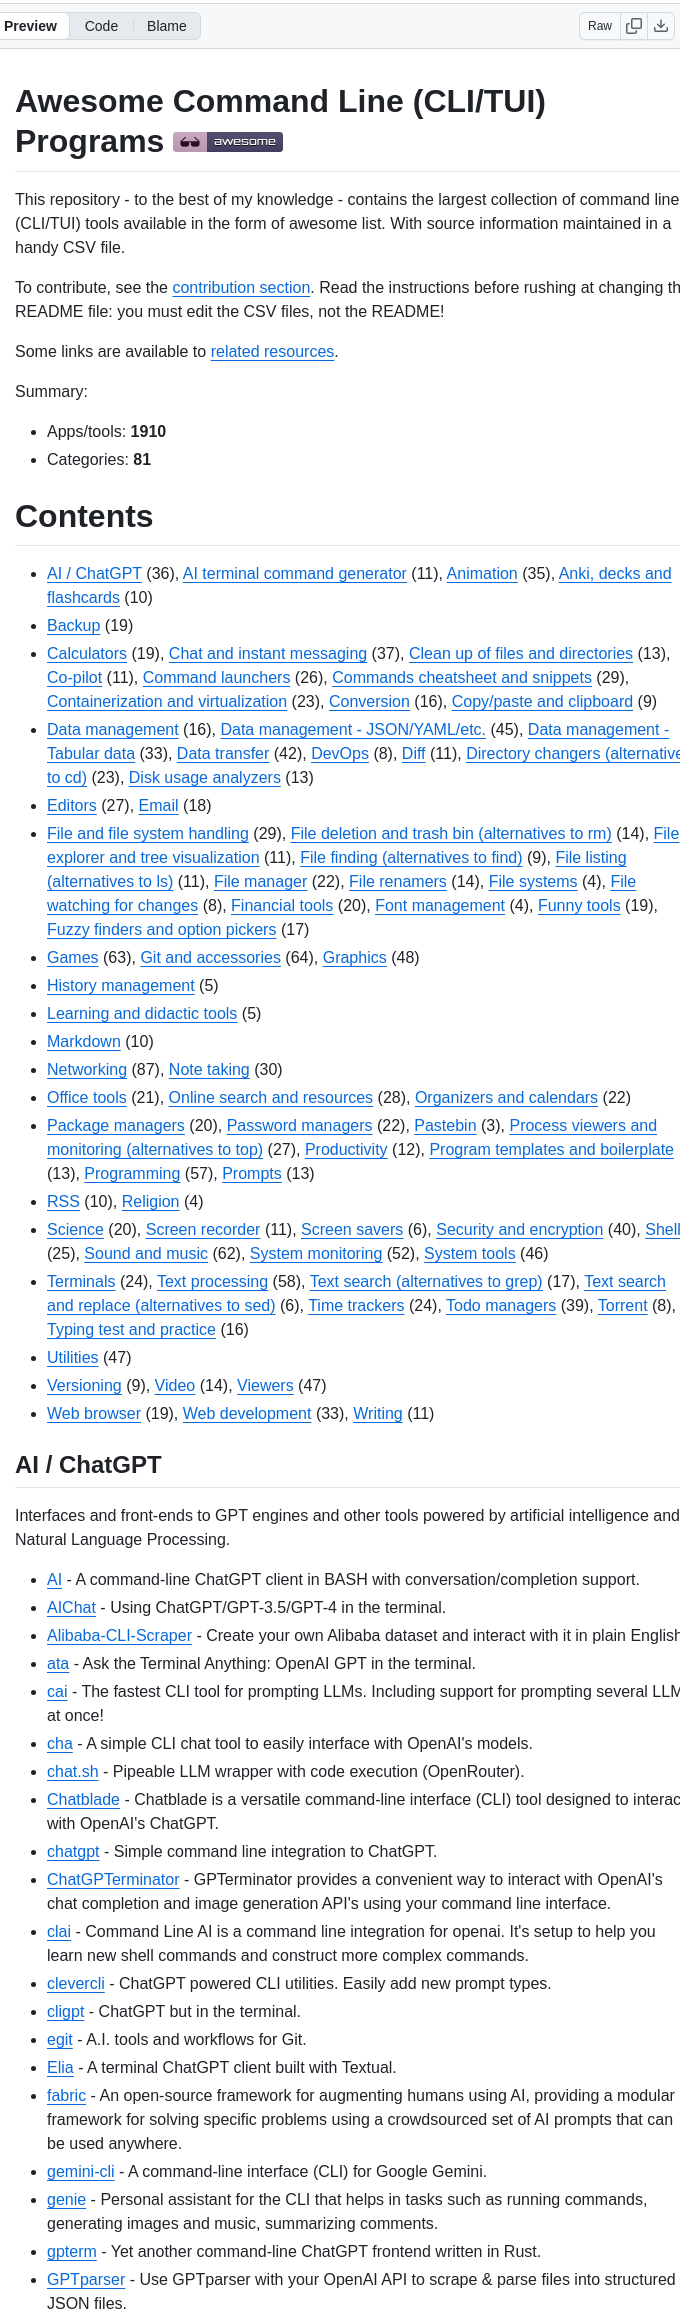 Preview Code Blame Raw
Awesome Command Line (CLI/TUI)
Programs awesome
This repository - to the best of my knowledge - contains the largest collection of command line
(CLI/TUI) tools available in the form of awesome list. With source information maintained in a
handy CSV file.
To contribute, see the contribution section. Read the instructions before rushing at changing th
README file: you must edit the CSV files, not the README!
Some links are available to related resources.
Summary:
• Apps/tools: 1910
• Categories: 81
Contents
• AI / ChatGPT (36), AI terminal command generator (11), Animation (35), Anki, decks and
flashcards (10)
• Backup (19)
• Calculators (19), Chat and instant messaging (37), Clean up of files and directories (13),
Co-pilot (11), Command launchers (26), Commands cheatsheet and snippets (29),
Containerization and virtualization (23), Conversion (16), Copy/paste and clipboard (9)
• Data management (16), Data management - JSON/YAML/etc. (45), Data management -
Tabular data (33), Data transfer (42), DevOps (8), Diff (11), Directory changers (alternative
to cd) (23), Disk usage analyzers (13)
• Editors (27), Email (18)
• File and file system handling (29), File deletion and trash bin (alternatives to rm) (14), File
explorer and tree visualization (11), File finding (alternatives to find) (9), File listing
(alternatives to ls) (11), File manager (22), File renamers (14), File systems (4), File
watching for changes (8), Financial tools (20), Font management (4), Funny tools (19),
Fuzzy finders and option pickers (17)
• Games (63), Git and accessories (64), Graphics (48)
• History management (5)
• Learning and didactic tools (5)
• Markdown (10)
• Networking (87), Note taking (30)
• Office tools (21), Online search and resources (28), Organizers and calendars (22)
• Package managers (20), Password managers (22), Pastebin (3), Process viewers and
monitoring (alternatives to top) (27), Productivity (12), Program templates and boilerplate
(13), Programming (57), Prompts (13)
• RSS (10), Religion (4)
• Science (20), Screen recorder (11), Screen savers (6), Security and encryption (40), Shell
(25), Sound and music (62), System monitoring (52), System tools (46)
• Terminals (24), Text processing (58), Text search (alternatives to grep) (17), Text search
and replace (alternatives to sed) (6), Time trackers (24), Todo managers (39), Torrent (8),
Typing test and practice (16)
• Utilities (47)
• Versioning (9), Video (14), Viewers (47)
• Web browser (19), Web development (33), Writing (11)
AI / ChatGPT
Interfaces and front-ends to GPT engines and other tools powered by artificial intelligence and
Natural Language Processing.
• AI - A command-line ChatGPT client in BASH with conversation/completion support.
• AIChat - Using ChatGPT/GPT-3.5/GPT-4 in the terminal.
• Alibaba-CLI-Scraper - Create your own Alibaba dataset and interact with it in plain English
• ata - Ask the Terminal Anything: OpenAI GPT in the terminal.
• cai - The fastest CLI tool for prompting LLMs. Including support for prompting several LLM
at once!
• cha - A simple CLI chat tool to easily interface with OpenAI's models.
• chat.sh - Pipeable LLM wrapper with code execution (OpenRouter).
• Chatblade - Chatblade is a versatile command-line interface (CLI) tool designed to interac
with OpenAI's ChatGPT.
• chatgpt - Simple command line integration to ChatGPT.
• ChatGPTerminator - GPTerminator provides a convenient way to interact with OpenAI's
chat completion and image generation API's using your command line interface.
• clai - Command Line AI is a command line integration for openai. It's setup to help you
learn new shell commands and construct more complex commands.
• clevercli - ChatGPT powered CLI utilities. Easily add new prompt types.
• cligpt - ChatGPT but in the terminal.
• egit - A.I. tools and workflows for Git.
• Elia - A terminal ChatGPT client built with Textual.
• fabric - An open-source framework for augmenting humans using AI, providing a modular
framework for solving specific problems using a crowdsourced set of AI prompts that can
be used anywhere.
• gemini-cli - A command-line interface (CLI) for Google Gemini.
• genie - Personal assistant for the CLI that helps in tasks such as running commands,
generating images and music, summarizing comments.
• gpterm - Yet another command-line ChatGPT frontend written in Rust.
• GPTparser - Use GPTparser with your OpenAI API to scrape & parse files into structured
JSON files.